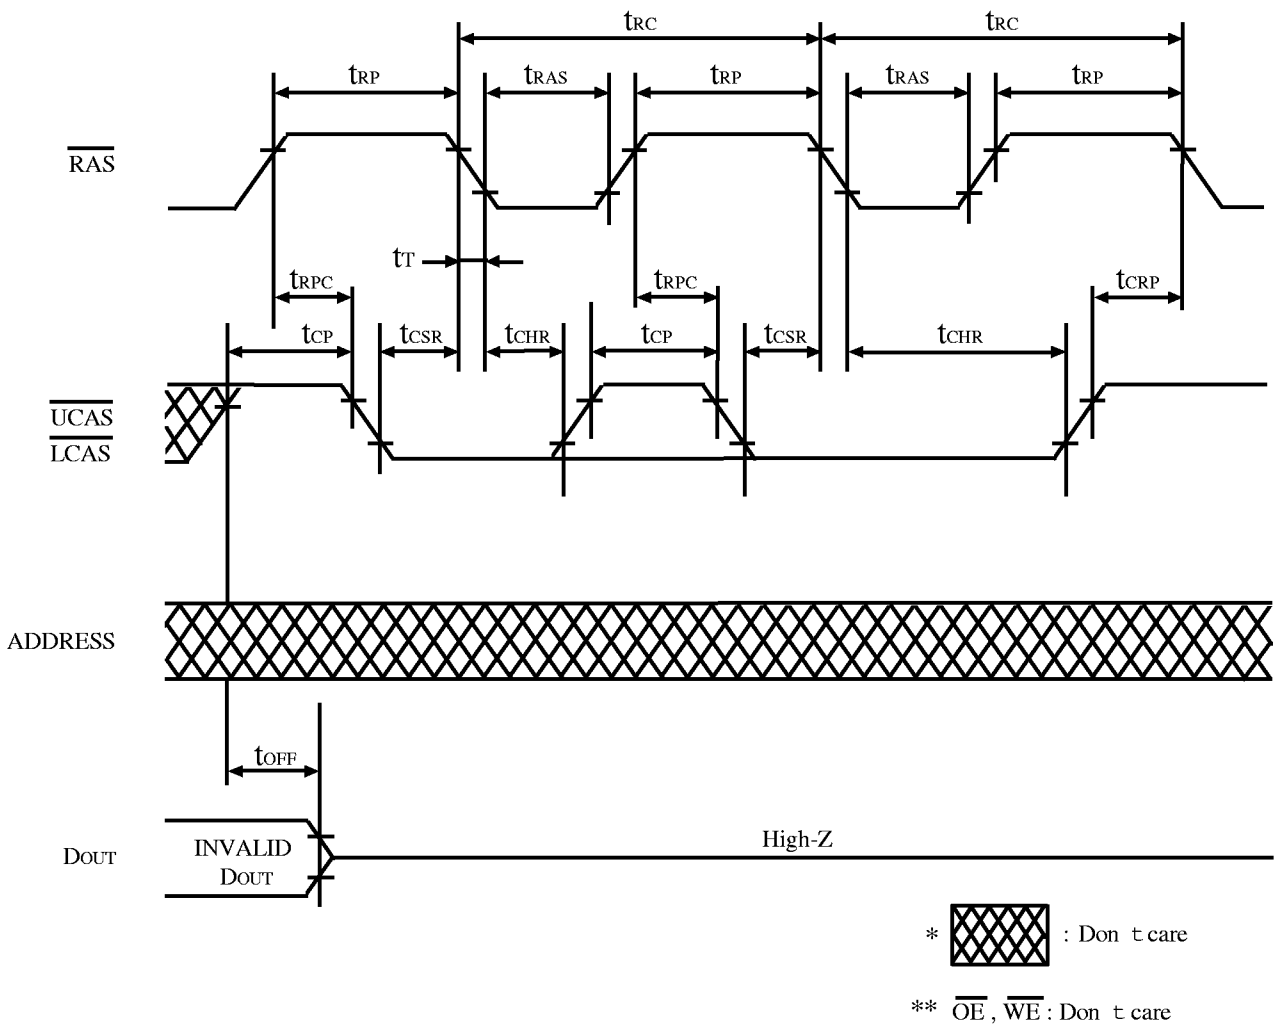 tRC tRC
tRP tRAS tRP tRAS tRP
RAS
tT
tRPC tRPC tCRP
tCP tCSR tCHR tCP tCSR tCHR
UCAS
LCAS
ADDRESS
tOFF
DOUT
INVALID
DOUT
High-Z
* : Don t care
** OE , WE : Don t care